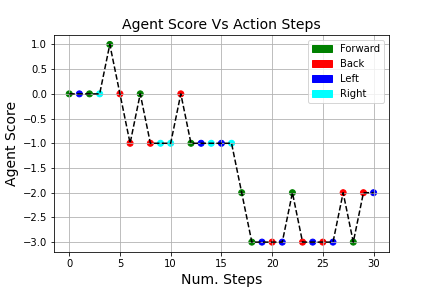 Agent Score Vs Action Steps
Forward
Back
Left
Right
1.0
0.5
0.0
−0.5
−1.0
−1.5
−2.0
−2.5
−3.0
Agent Score
0 5 10 15 20 25 30
Num. Steps